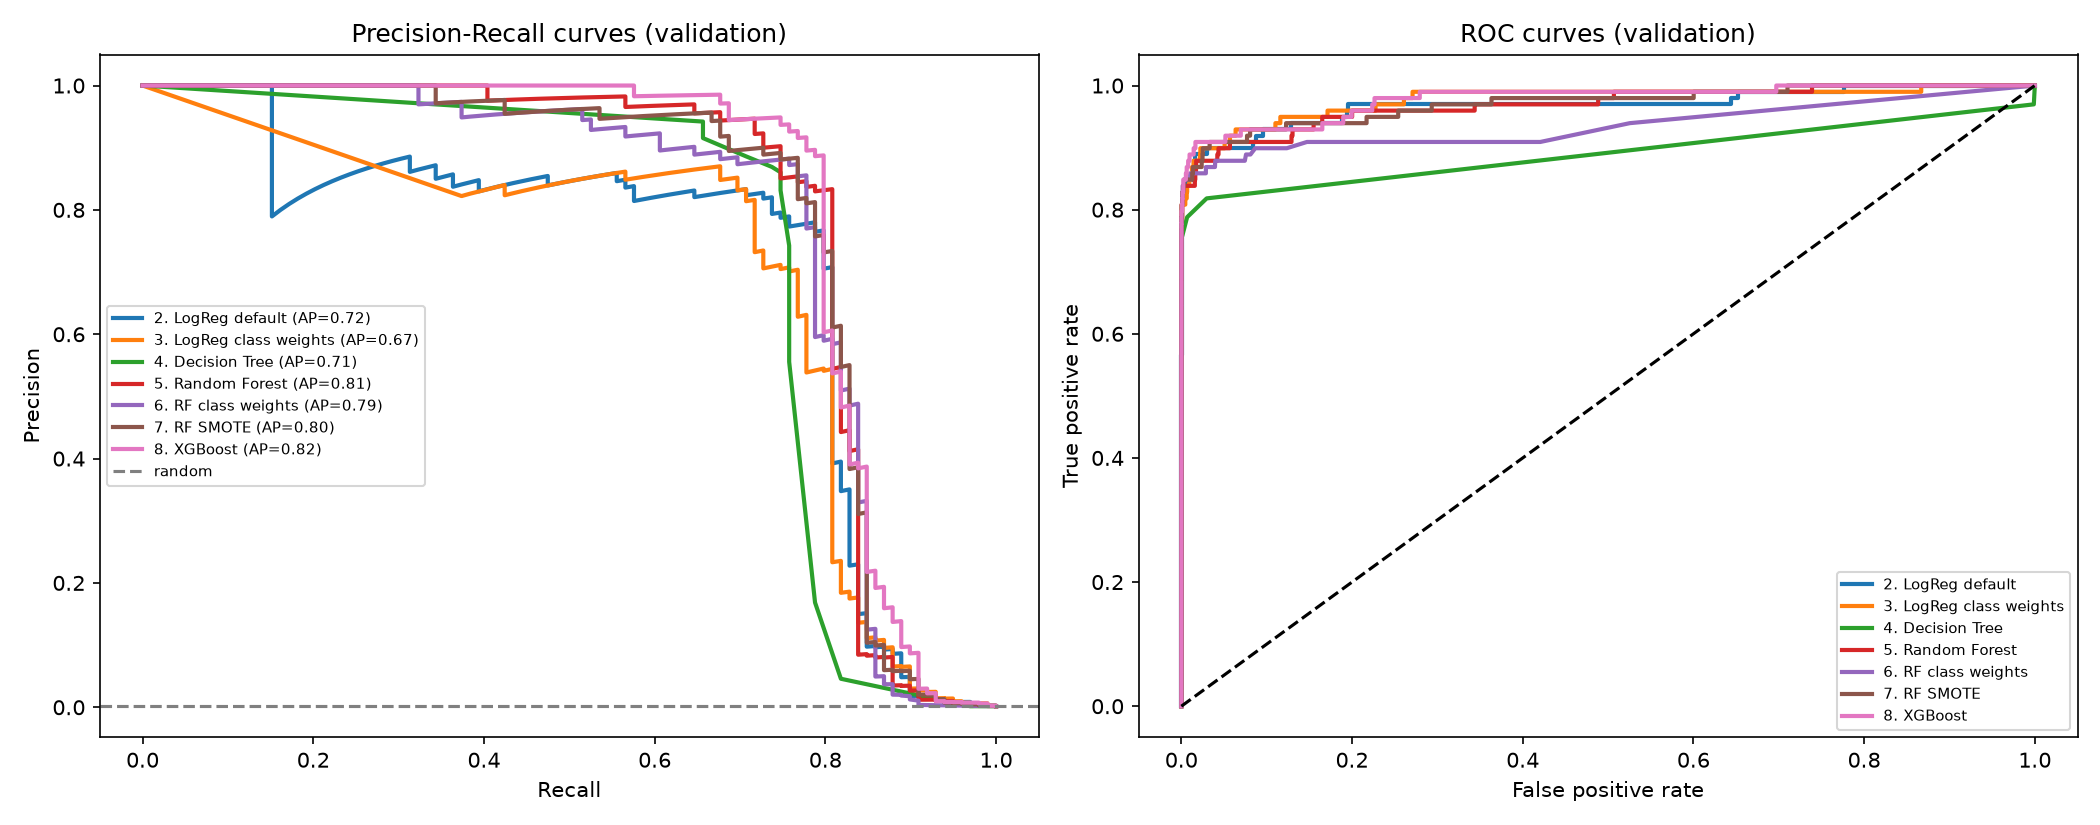 Precision-Recall curves (validation)
Precision
1.0
0.8
0.6
0.4
0.2
0.0
2. LogReg default (AP=0.72)
3. LogReg class weights (AP=0.67)
4. Decision Tree (AP=0.71)
5. Random Forest (AP=0.81)
6. RF class weights (AP=0.79)
7. RF SMOTE (AP=0.80)
8. XGBoost (AP=0.82)
random
0.0 0.2 0.4 0.6 0.8 1.0
Recall
ROC curves (validation)
True positive rate
1.0
0.8
0.6
0.4
0.2
0.0
2. LogReg default
3. LogReg class weights
4. Decision Tree
5. Random Forest
6. RF class weights
7. RF SMOTE
8. XGBoost
0.0 0.2 0.4 0.6 0.8 1.0
False positive rate